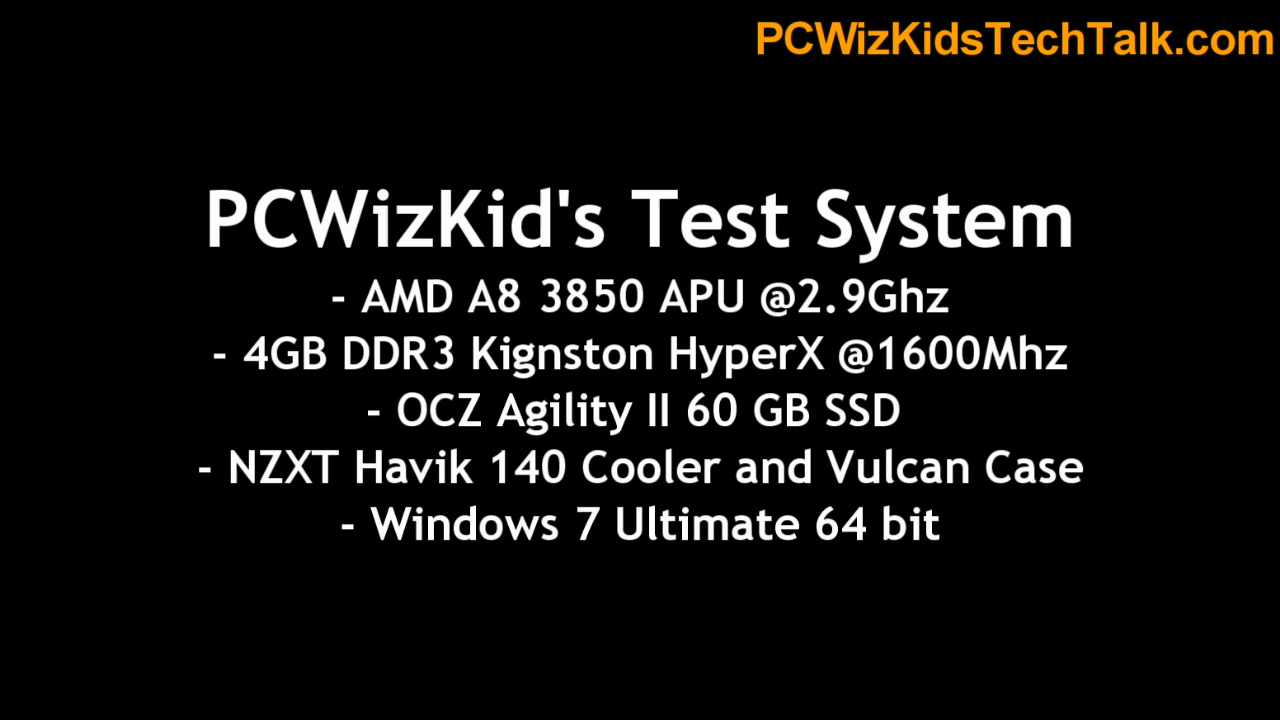 PCWizKidsTechTalk.com
PCWizKid's Test System
- AMD A8 3850 APU @2.9Ghz
- 4GB DDR3 Kignston HyperX @1600Mhz
- OCZ Agility II 60 GB SSD
- NZXT Havik 140 Cooler and Vulcan Case
- Windows 7 Ultimate 64 bit